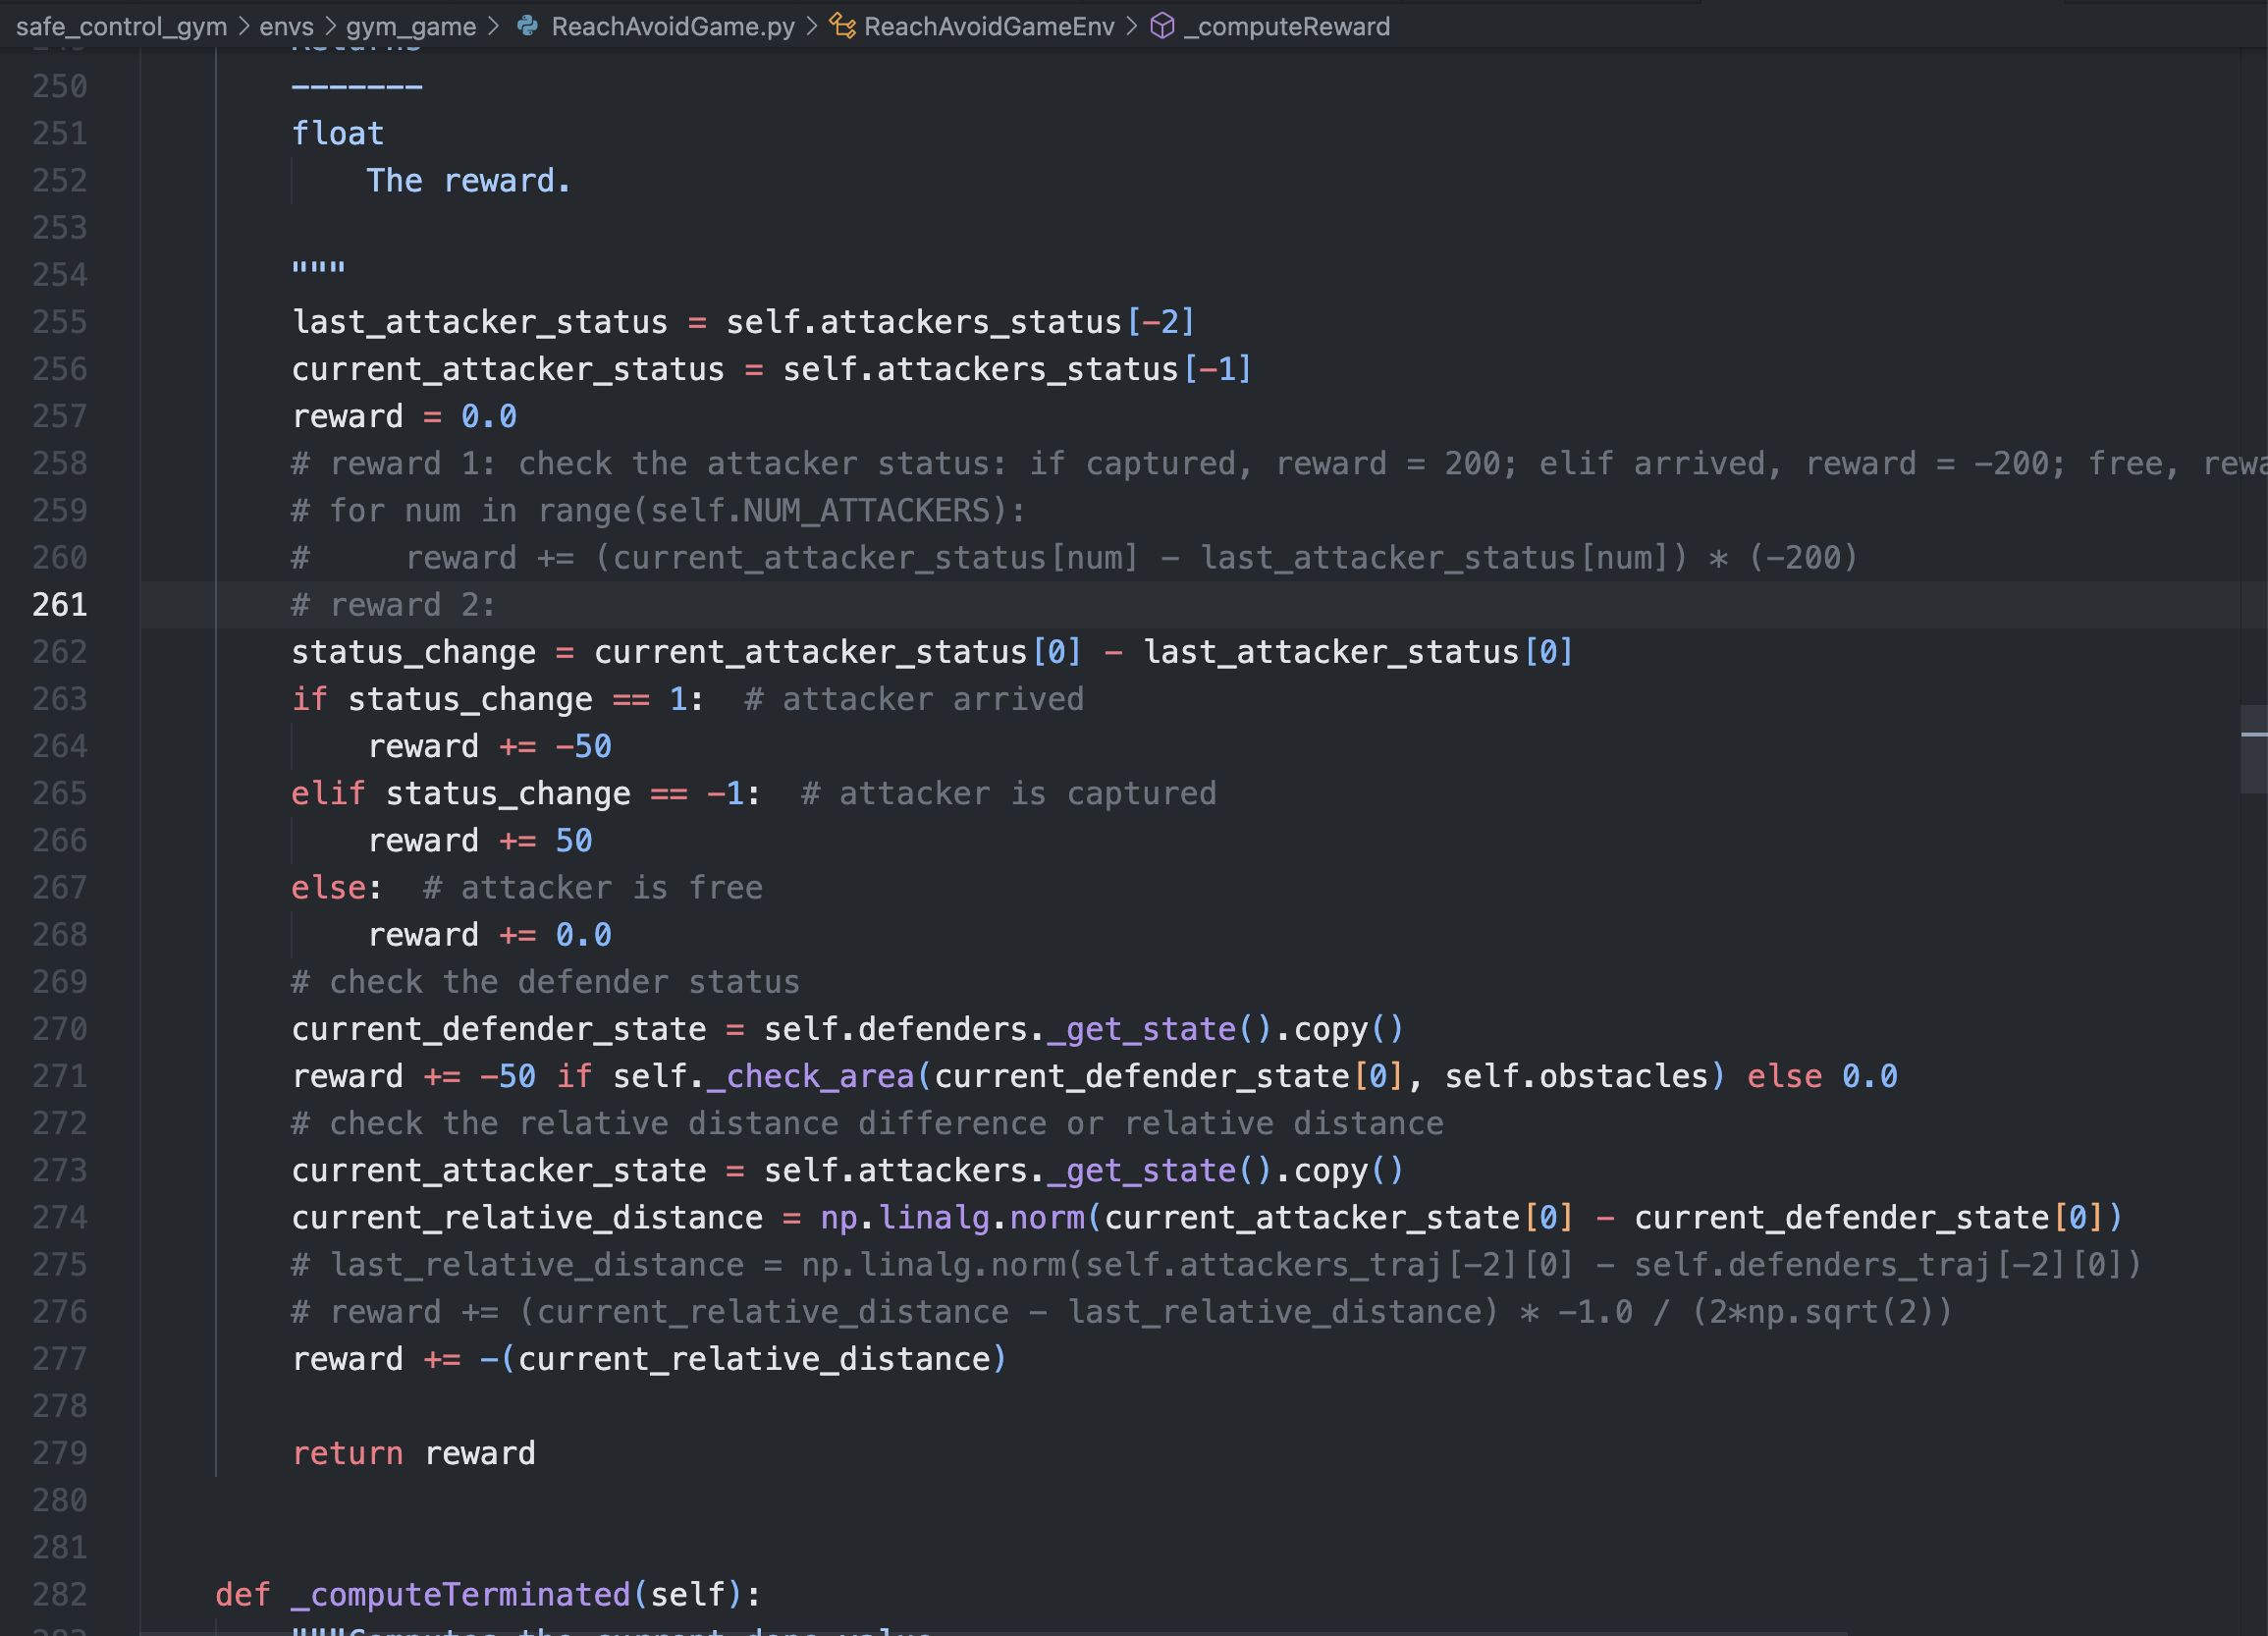 safe_control_gym > envs > gym_game > ReachAvoidGame.py > ReachAvoidGameEnv > _computeReward
250 -------
251 float
252     The reward.
253
254 """
255 last_attacker_status = self.attackers_status[-2]
256 current_attacker_status = self.attackers_status[-1]
257 reward = 0.0
258 # reward 1: check the attacker status: if captured, reward = 200; elif arrived, reward = -200; free,
259 # for num in range(self.NUM_ATTACKERS):
260 #     reward += (current_attacker_status[num] - last_attacker_status[num]) * (-200)
261 # reward 2:
262 status_change = current_attacker_status[0] - last_attacker_status[0]
263 if status_change == 1:  # attacker arrived
264     reward += -50
265 elif status_change == -1:  # attacker is captured
266     reward += 50
267 else:  # attacker is free
268     reward += 0.0
269 # check the defender status
270 current_defender_state = self.defenders._get_state().copy()
271 reward += -50 if self._check_area(current_defender_state[0], self.obstacles) else 0.0
272 # check the relative distance difference or relative distance
273 current_attacker_state = self.attackers._get_state().copy()
274 current_relative_distance = np.linalg.norm(current_attacker_state[0] - current_defender_state[0])
275 # last_relative_distance = np.linalg.norm(self.attackers_traj[-2][0] - self.defenders_traj[-2][0])
276 # reward += (current_relative_distance - last_relative_distance) * -1.0 / (2*np.sqrt(2))
277 reward += -(current_relative_distance)
278
279 return reward
280
281
282 def _computeTerminated(self):